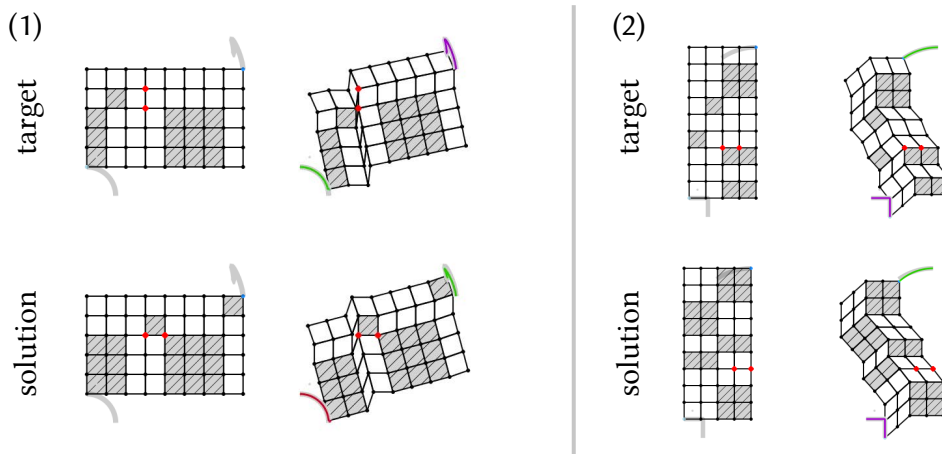 (1)
target
solution
(2)
target
solution